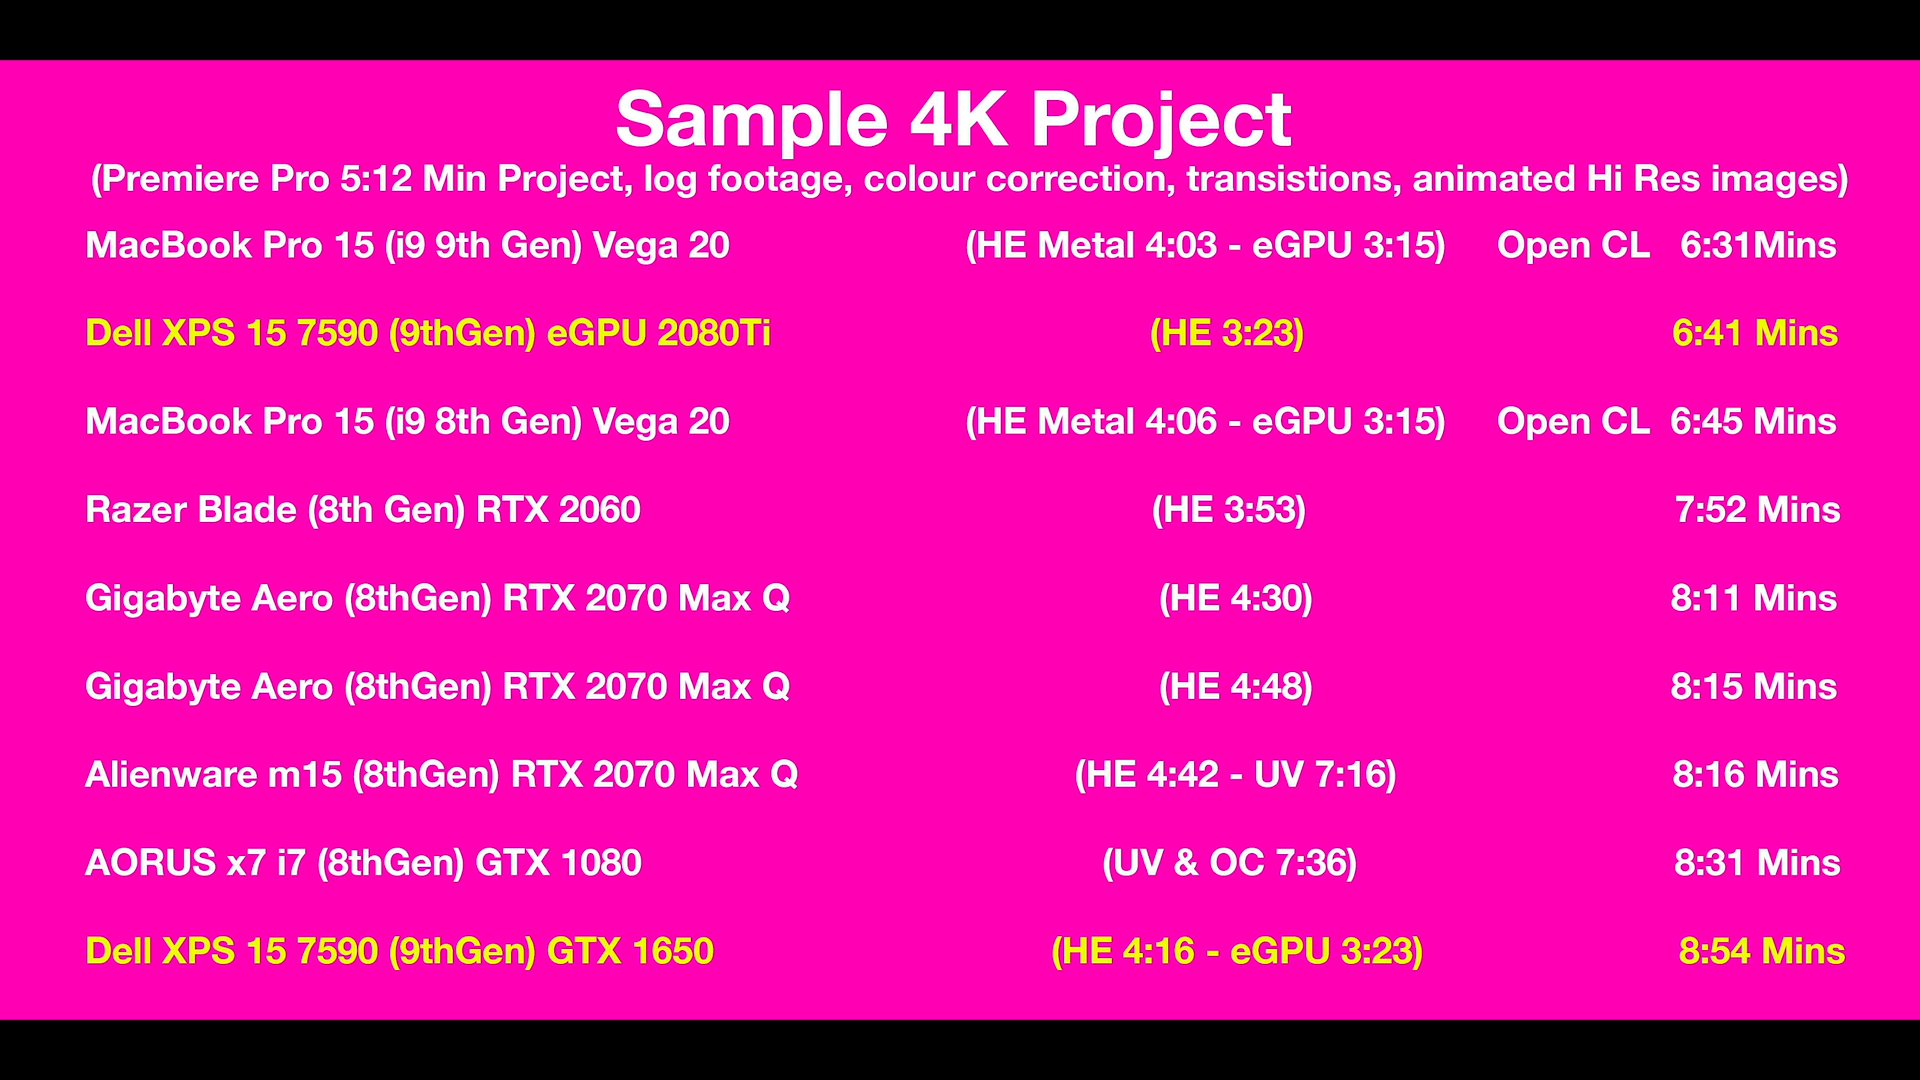 Sample 4K Project
(Premiere Pro 5:12 Min Project, log footage, colour correction, transistions, animated Hi Res images)
MacBook Pro 15 (i9 9th Gen) Vega 20 (HE Metal 4:03 - eGPU 3:15) Open CL 6:31Mins
Dell XPS 15 7590 (9thGen) eGPU 2080Ti (HE 3:23) 6:41 Mins
MacBook Pro 15 (i9 8th Gen) Vega 20 (HE Metal 4:06 - eGPU 3:15) Open CL 6:45 Mins
Razer Blade (8th Gen) RTX 2060 (HE 3:53) 7:52 Mins
Gigabyte Aero (8thGen) RTX 2070 Max Q (HE 4:30) 8:11 Mins
Gigabyte Aero (8thGen) RTX 2070 Max Q (HE 4:48) 8:15 Mins
Alienware m15 (8thGen) RTX 2070 Max Q (HE 4:42 - UV 7:16) 8:16 Mins
AORUS x7 i7 (8thGen) GTX 1080 (UV & OC 7:36) 8:31 Mins
Dell XPS 15 7590 (9thGen) GTX 1650 (HE 4:16 - eGPU 3:23) 8:54 Mins